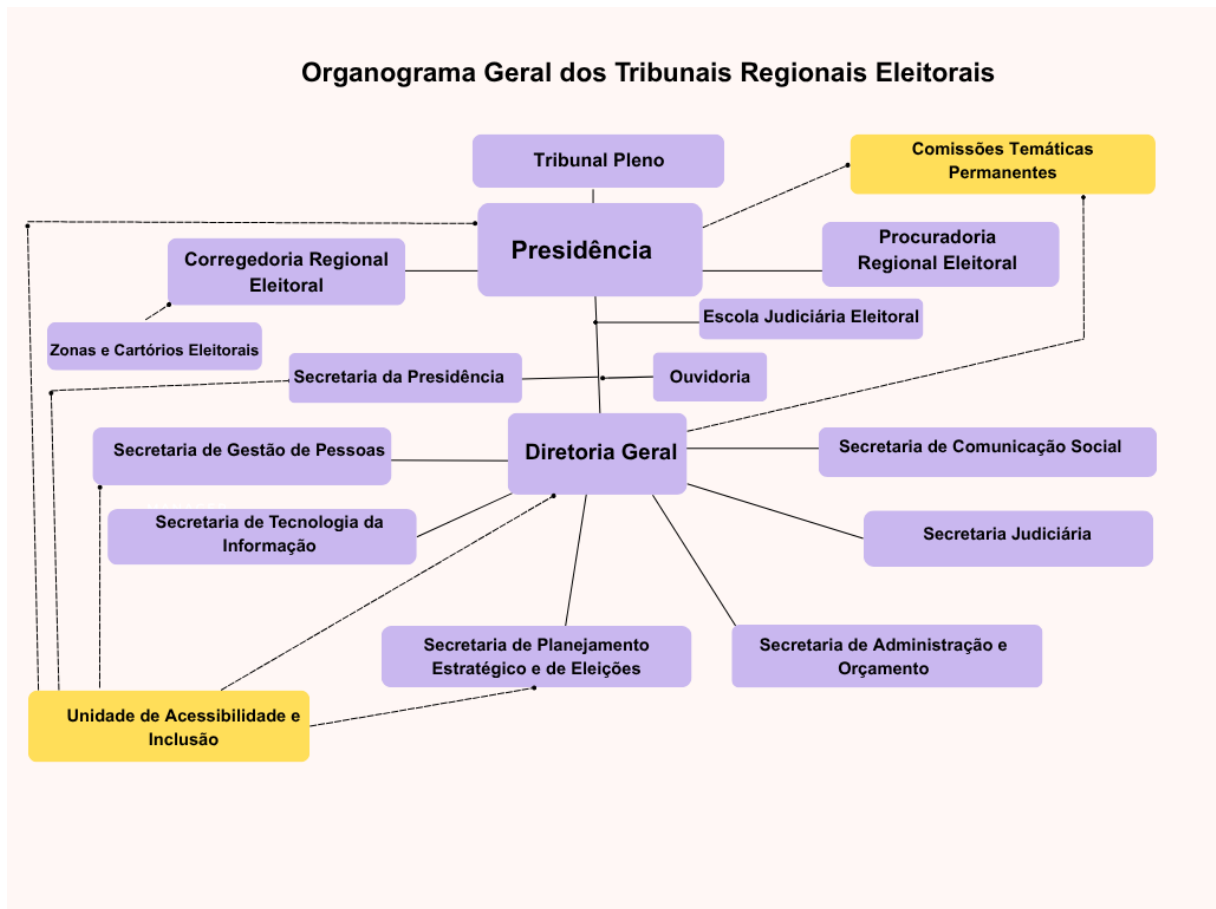 Organograma Geral dos Tribunais Regionais Eleitorais
Tribunal Pleno
Comissões Temáticas
Permanentes
Presidência
Corregedoria Regional
Eleitoral
Procuradoria
Regional Eleitoral
Escola Judiciária Eleitoral
Zonas e Cartórios Eleitorais
Secretaria da Presidência
Ouvidoria
Secretaria de Gestão de Pessoas
Diretoria Geral
Secretaria de Comunicação Social
Secretaria de Tecnologia da
Informação
Secretaria Judiciária
Secretaria de Planejamento
Estratégico e de Eleições
Secretaria de Administração e
Orçamento
Unidade de Acessibilidade e
Inclusão